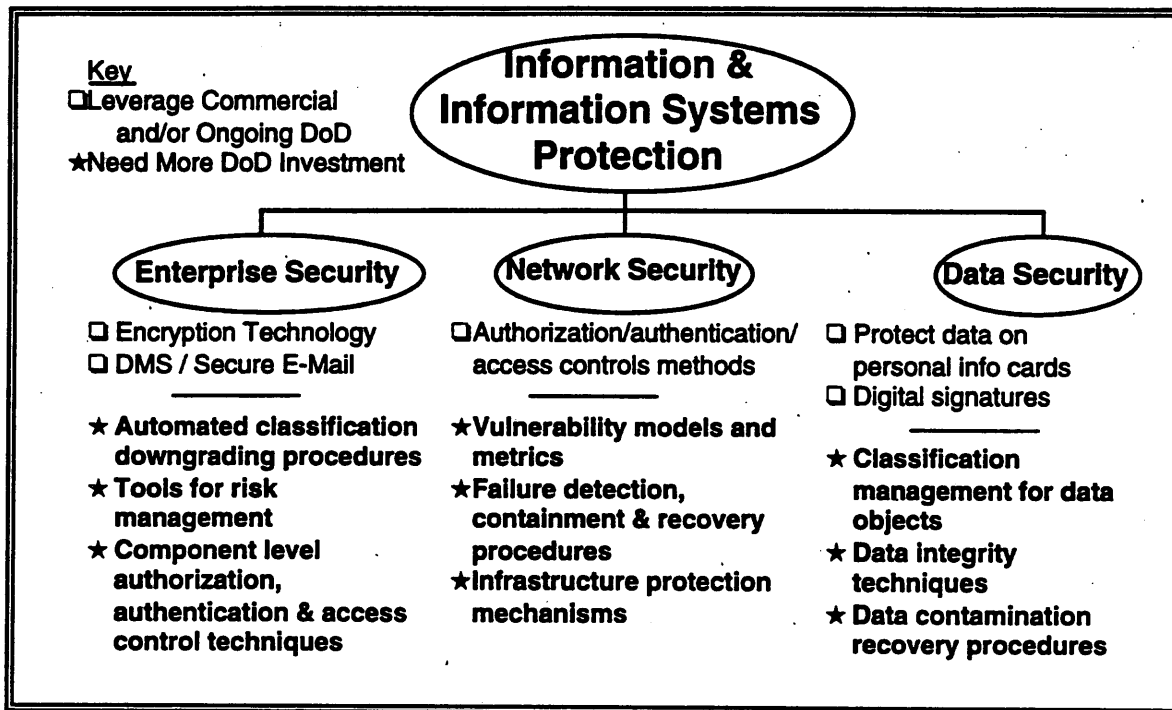 Key
❑Leverage Commercial
and/or Ongoing DoD
★Need More DoD Investment
Information &
Information Systems
Protection
Enterprise Security
❑ Encryption Technology
❑ DMS / Secure E-Mail
★ Automated classification
downgrading procedures
★ Tools for risk
management
★ Component level
authorization,
authentication & access
control techniques
Network Security
❑Authorization/authentication/
access controls methods
★Vulnerability models and
metrics
★Failure detection,
containment & recovery
procedures
★Infrastructure protection
mechanisms
Data Security
❑ Protect data on
personal info cards
❑ Digital signatures
★ Classification
management for data
objects
★ Data integrity
techniques
★ Data contamination
recovery procedures